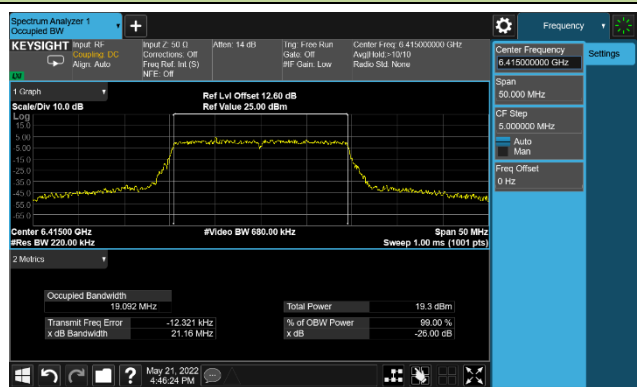 Spectrum Analyzer 1
Occupied BW
+
Frequency
KEYSIGHT
Input: RF
Coupling: DC
Align: Auto
Input Z: 50 Ω
Corrections: Off
Freq Ref: Int (S)
NFE: Off
Atten: 14 dB
Trig: Free Run
Gate: Off
#IF Gain: Low
Center Freq: 6.415000000 GHz
Avg|Hold:>10/10
Radio Std: None
Center Frequency
6.415000000 GHz
Settings
Span
50.000 MHz
CF Step
5.000000 MHz
Auto
Man
Freq Offset
0 Hz
1 Graph
Scale/Div 10.0 dB
Ref Lvl Offset 12.60 dB
Ref Value 25.00 dBm
Log
15.0
5.00
-5.00
-15.0
-25.0
-35.0
-45.0
-55.0
-65.0
Center 6.41500 GHz
#Res BW 220.00 kHz
#Video BW 680.00 kHz
Span 50 MHz
Sweep 1.00 ms (1001 pts)
2 Metrics
Occupied Bandwidth
19.092 MHz
Total Power 19.3 dBm
Transmit Freq Error -12.321 kHz
% of OBW Power 99.00 %
x dB Bandwidth 21.16 MHz
x dB -26.00 dB
?
May 21, 2022
4:46:24 PM